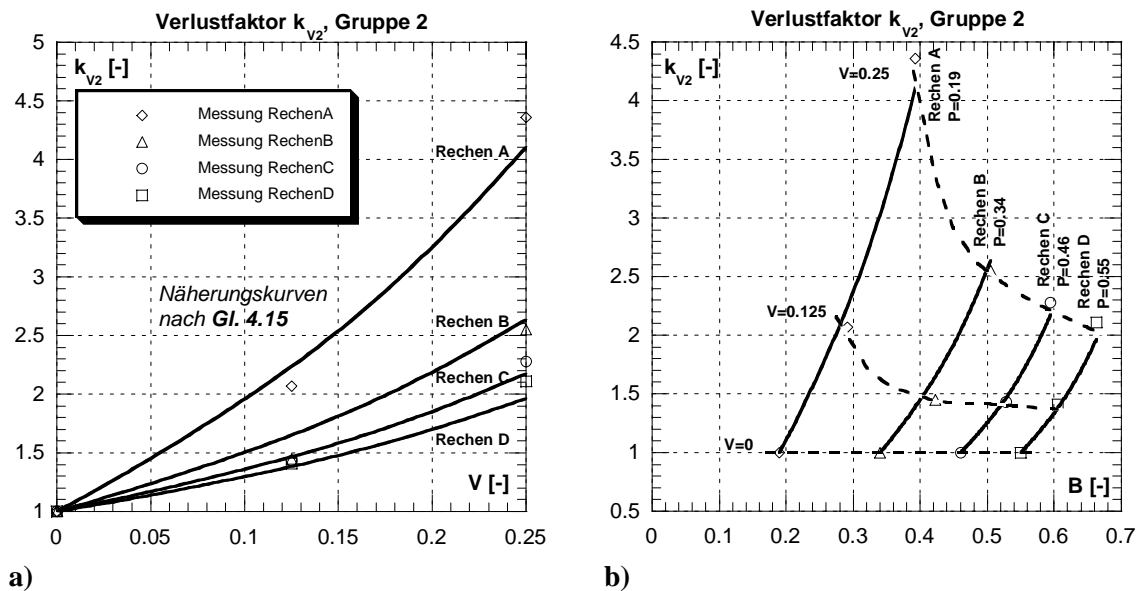 Verlustfaktor kV2, Gruppe 2
kV2 [-]
5
4.5
4
3.5
3
2.5
2
1.5
1
Messung RechenA
Messung RechenB
Messung RechenC
Messung RechenD
Rechen A
Näherungskurven
nach Gl. 4.15
Rechen B
Rechen C
Rechen D
V [-]
0
0.05
0.1
0.15
0.2
0.25
a)
Verlustfaktor kV2, Gruppe 2
kV2 [-]
4.5
4
3.5
3
2.5
2
1.5
1
0.5
V=0.25
Rechen A
P=0.19
Rechen B
P=0.34
Rechen C
P=0.46
Rechen D
P=0.55
V=0.125
V=0
B [-]
0
0.1
0.2
0.3
0.4
0.5
0.6
0.7
b)